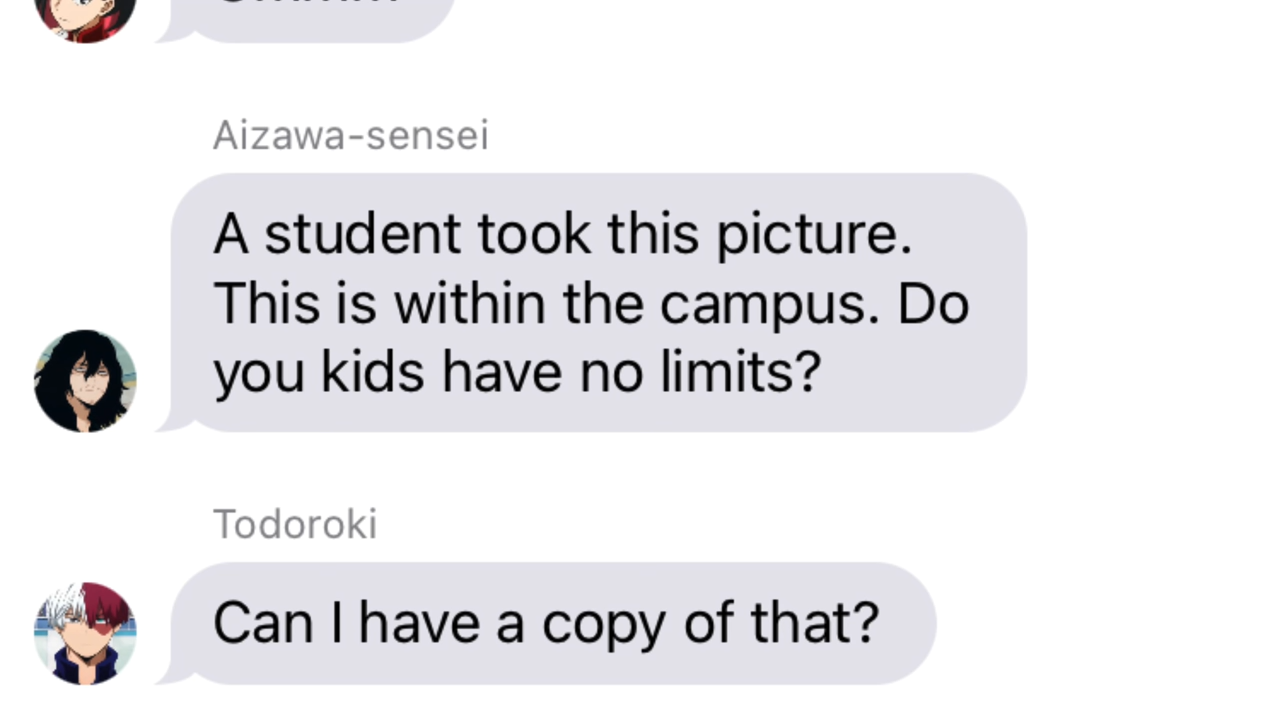 Aizawa-sensei
A student took this picture.
This is within the campus. Do
you kids have no limits?
Todoroki
Can I have a copy of that?